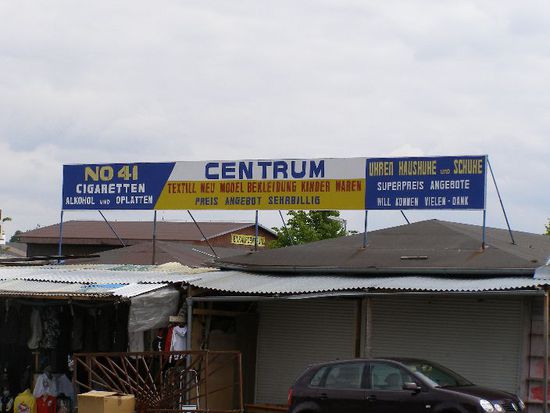 NO 41
CIGARETTEN
ALKOHOL UND OPLATTEN
CENTRUM
TEXTILL NEU MODEL BEKLEIDUNG KINDER WAREN
PREIS ANGEBOT SEHRBILLIG
UHREN HAUSHUHE UND SCHUHE
SUPERPREIS ANGEBOTE
WILL KOMMEN VIELEN-DANK